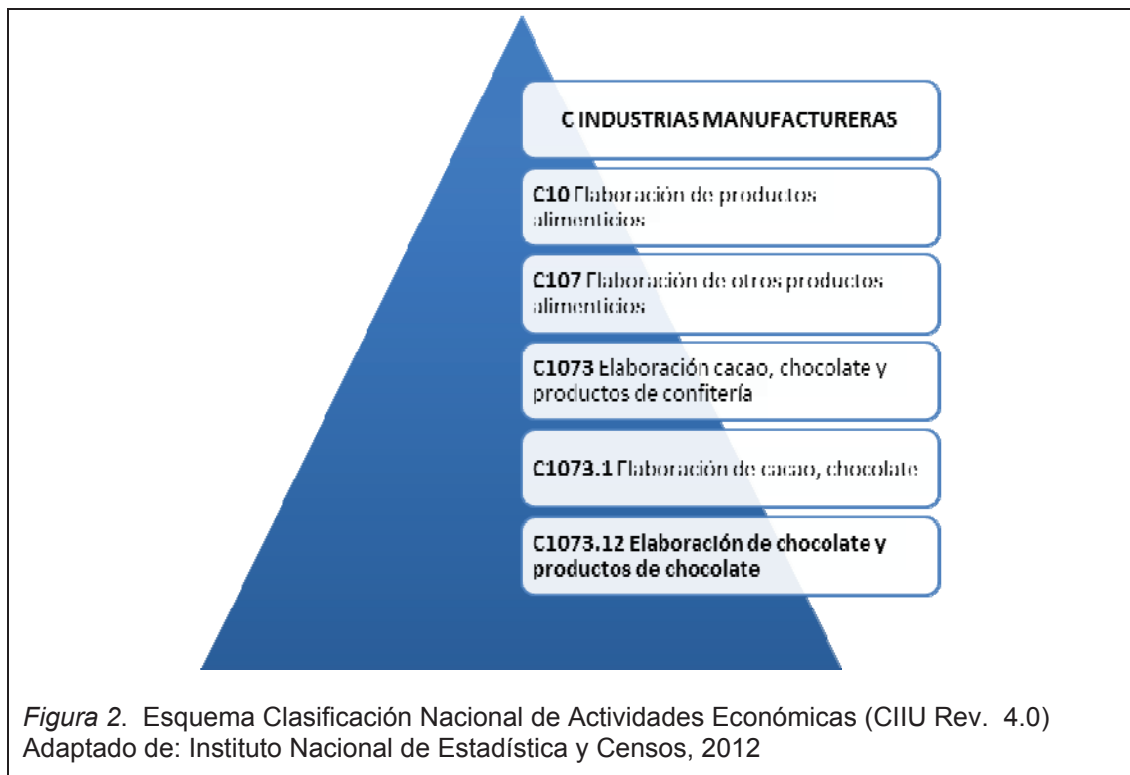 C INDUSTRIAS MANUFACTURERAS
C10 Elaboración de productos
alimenticios
C107 Elaboración de otros productos
alimenticios
C1073 Elaboración cacao, chocolate y
productos de confitería
C1073.1 Elaboración de cacao, chocolate
C1073.12 Elaboración de chocolate y
productos de chocolate
Figura 2. Esquema Clasificación Nacional de Actividades Económicas (CIIU Rev. 4.0)
Adaptado de: Instituto Nacional de Estadística y Censos, 2012